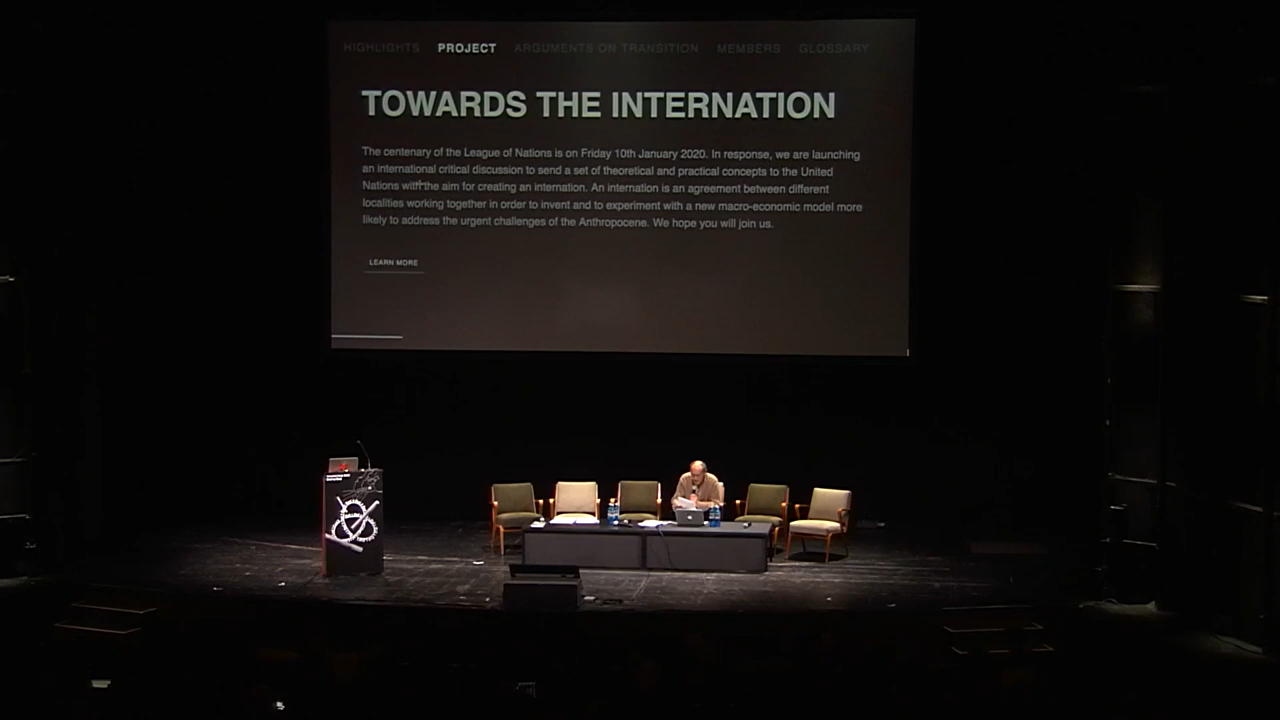 HIGHLIGHTS PROJECT ARGUMENTS ON TRANSITION MEMBERS GLOSSARY
TOWARDS THE INTERNATION
The centenary of the League of Nations is on Friday 10th January 2020. In response, we are launching
an international critical discussion to send a set of theoretical and practical concepts to the United
Nations with the aim for creating an internation. An internation is an agreement between different
localities working together in order to invent and to experiment with a new macro-economic model more
likely to address the urgent challenges of the Anthropocene. We hope you will join us.
LEARN MORE